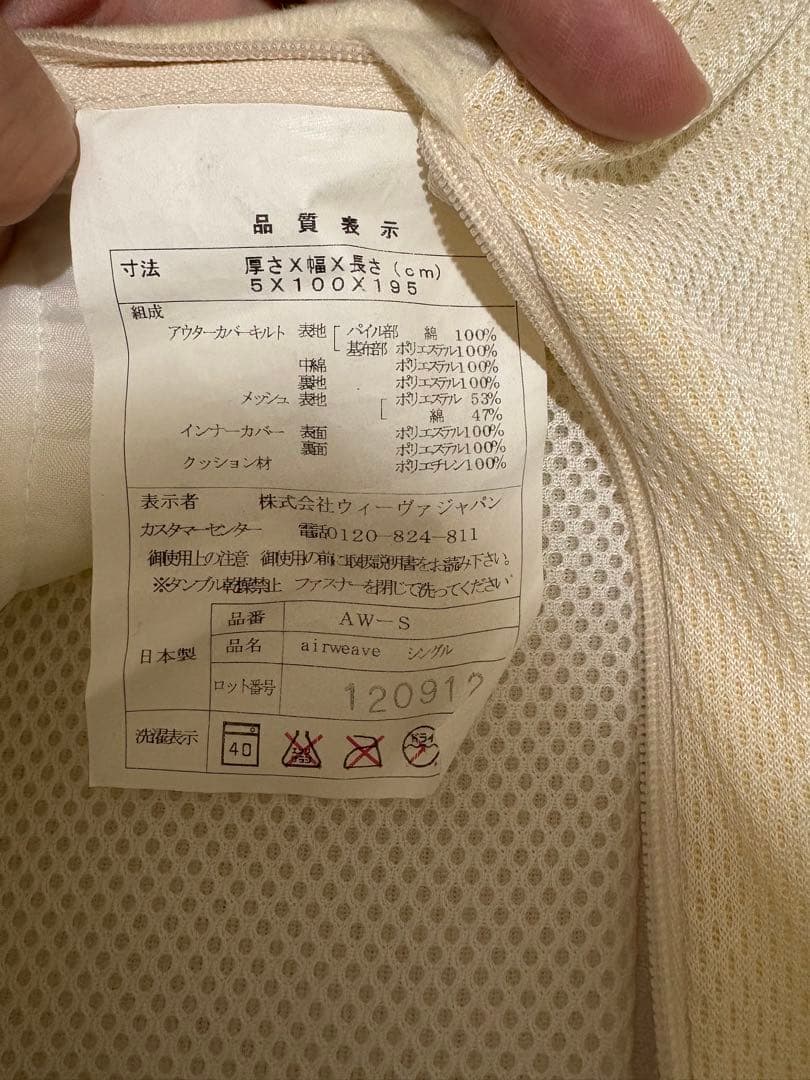 品質表示
寸法 厚さX幅X長さ(cm)
5X100X195
組成
アウターカバーキルト 表地 パイル部 綿 100%
基布部 ポリエステル100%
中綿 ポリエステル100%
裏地 ポリエステル100%
メッシュ 表地 ポリエステル 53%
綿 47%
インナーカバー 表面 ポリエステル100%
裏面 ポリエステル100%
クッション材 ポリエチレン100%
表示者 株式会社ウィーヴァジャパン
カスタマーセンター 電話0120-824-811
御使用上の注意 御使用の前に取扱説明書をお読み下さい。
※タンブル乾燥禁止 ファスナーを閉じて洗ってください
日本製
品番 AW-S
品名 airweave シングル
ロット番号 120912
洗濯表示 40 エンソサラシ ドライ